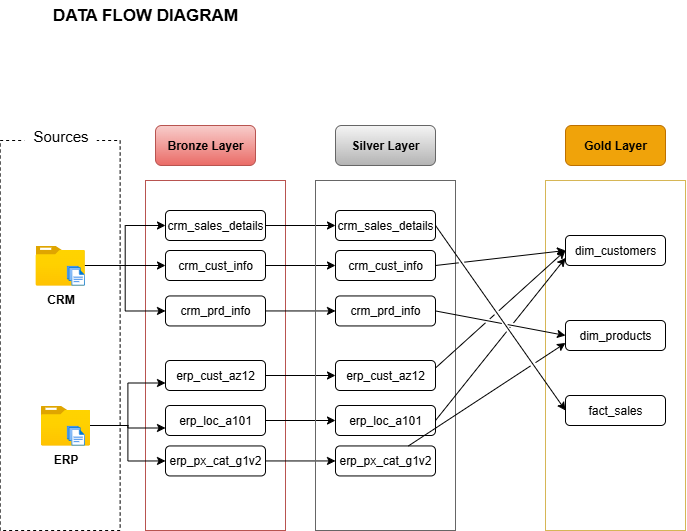 DATA FLOW DIAGRAM
Sources
Bronze Layer
Silver Layer
Gold Layer
crm_sales_details
crm_sales_details
crm_cust_info
crm_cust_info
dim_customers
CRM
crm_prd_info
crm_prd_info
dim_products
erp_cust_az12
erp_cust_az12
fact_sales
erp_loc_a101
erp_loc_a101
ERP
erp_px_cat_g1v2
erp_px_cat_g1v2